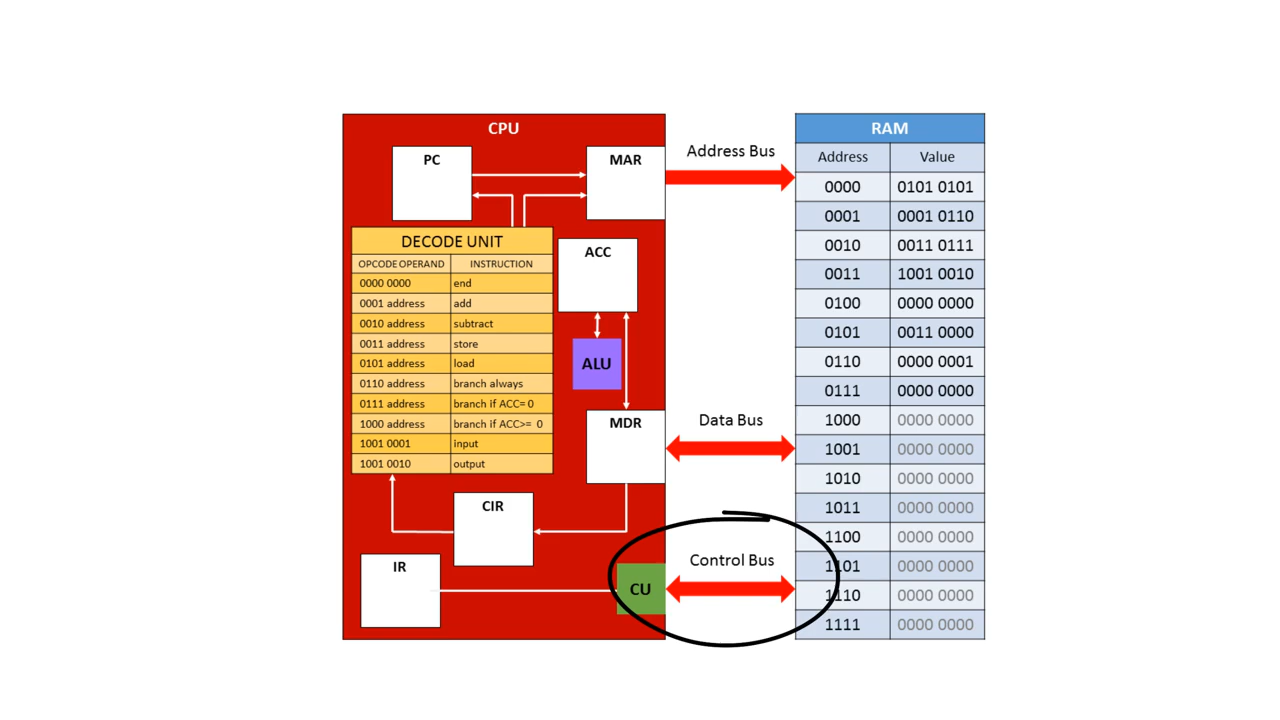 CPU
PC
MAR
Address Bus
DECODE UNIT
OPCODE OPERAND INSTRUCTION
0000 0000 end
0001 address add
0010 address subtract
0011 address store
0101 address load
0110 address branch always
0111 address branch if ACC= 0
1000 address branch if ACC>= 0
1001 0001 input
1001 0010 output
ACC
ALU
MDR
Data Bus
CIR
IR
CU
Control Bus
RAM
Address Value
0000 0101 0101
0001 0001 0110
0010 0011 0111
0011 1001 0010
0100 0000 0000
0101 0011 0000
0110 0000 0001
0111 0000 0000
1000 0000 0000
1001 0000 0000
1010 0000 0000
1011 0000 0000
1100 0000 0000
1101 0000 0000
1110 0000 0000
1111 0000 0000